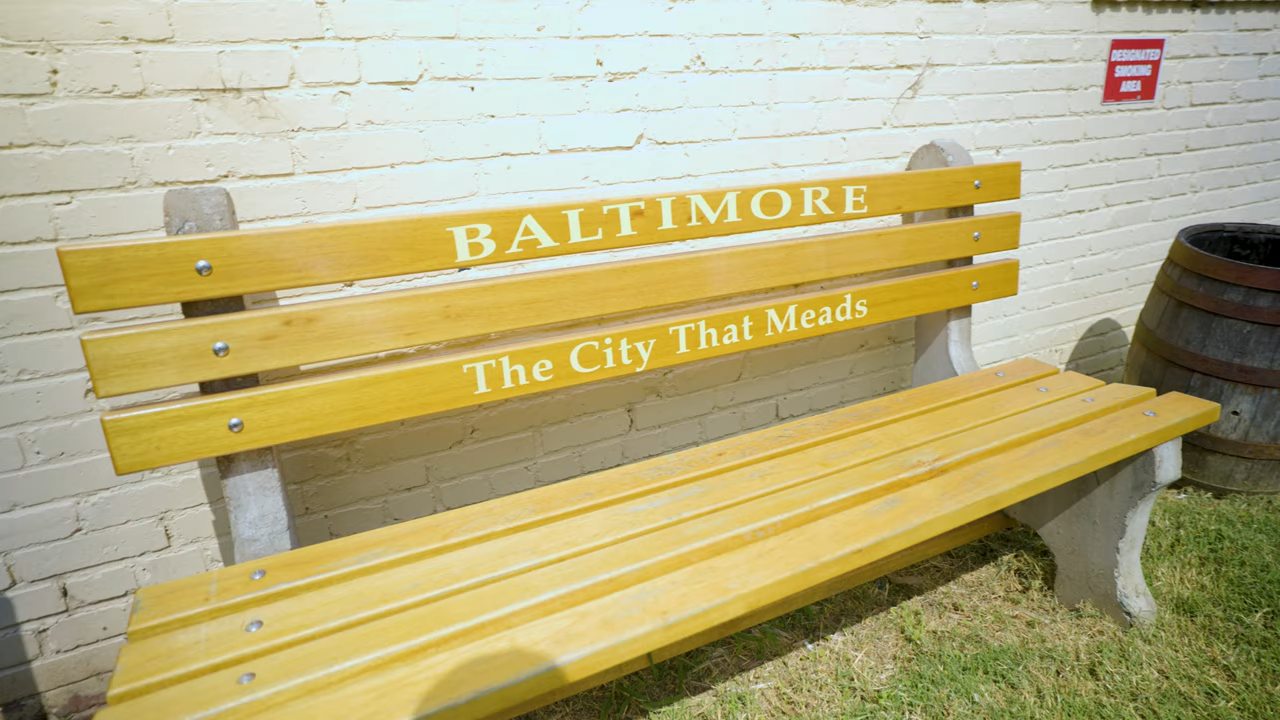 BALTIMORE
The City That Meads
DESIGNATED
SMOKING
AREA